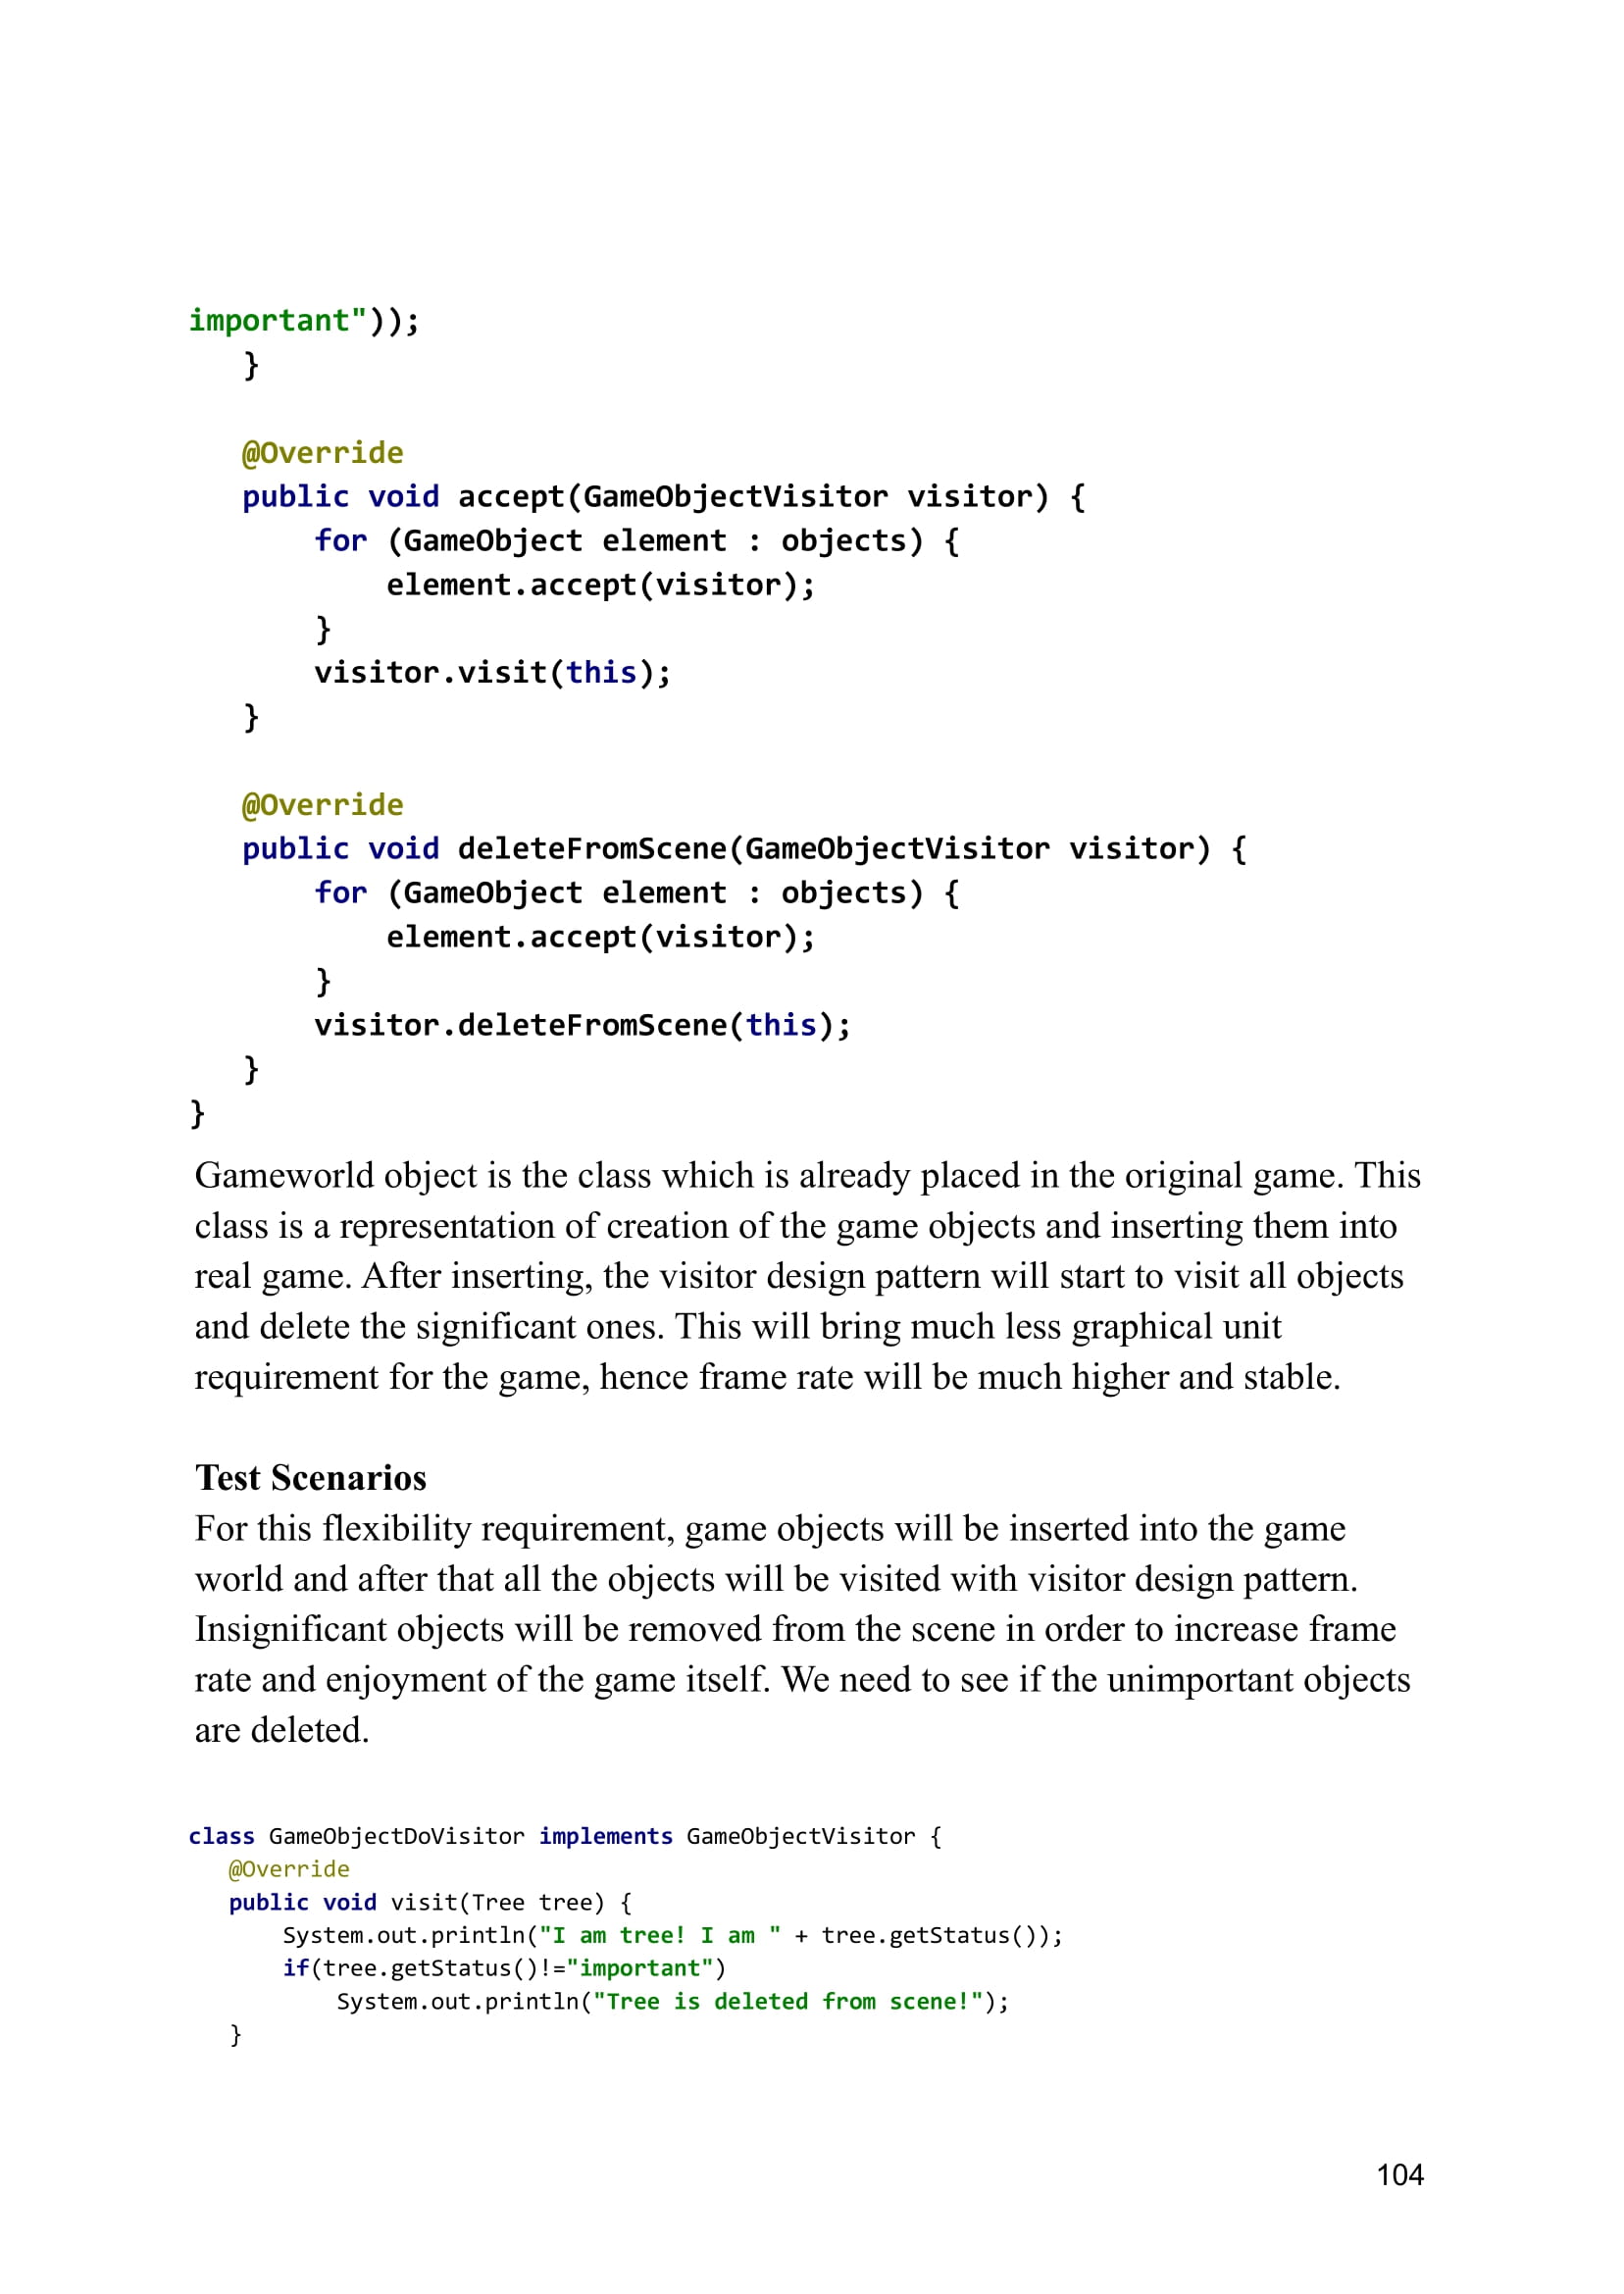 important"));
   }

   @Override
   public void accept(GameObjectVisitor visitor) {
       for (GameObject element : objects) {
           element.accept(visitor);
       }
       visitor.visit(this);
   }

   @Override
   public void deleteFromScene(GameObjectVisitor visitor) {
       for (GameObject element : objects) {
           element.accept(visitor);
       }
       visitor.deleteFromScene(this);
   }
}
Gameworld object is the class which is already placed in the original game. This
class is a representation of creation of the game objects and inserting them into
real game. After inserting, the visitor design pattern will start to visit all objects
and delete the significant ones. This will bring much less graphical unit
requirement for the game, hence frame rate will be much higher and stable.

Test Scenarios
For this flexibility requirement, game objects will be inserted into the game
world and after that all the objects will be visited with visitor design pattern.
Insignificant objects will be removed from the scene in order to increase frame
rate and enjoyment of the game itself. We need to see if the unimportant objects
are deleted.

class GameObjectDoVisitor implements GameObjectVisitor {
   @Override
   public void visit(Tree tree) {
       System.out.println("I am tree! I am " + tree.getStatus());
       if(tree.getStatus()!="important")
           System.out.println("Tree is deleted from scene!");
   }

104